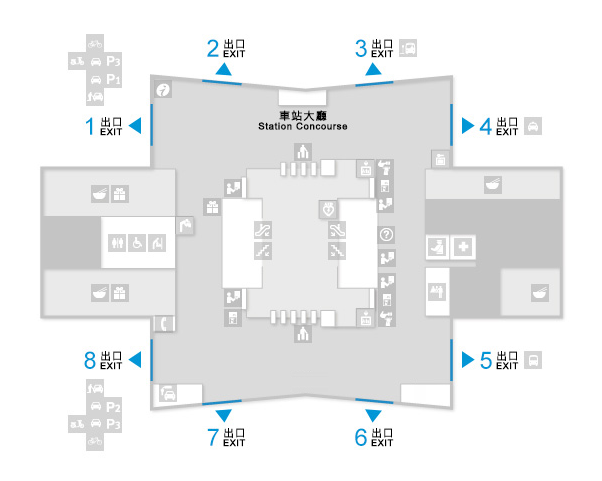 2 出口
EXIT
3 出口
EXIT
P3
P1
車站大廳
Station Concourse
1 出口
EXIT
4 出口
EXIT
?
8 出口
EXIT
5 出口
EXIT
P2
P3
7 出口
EXIT
6 出口
EXIT